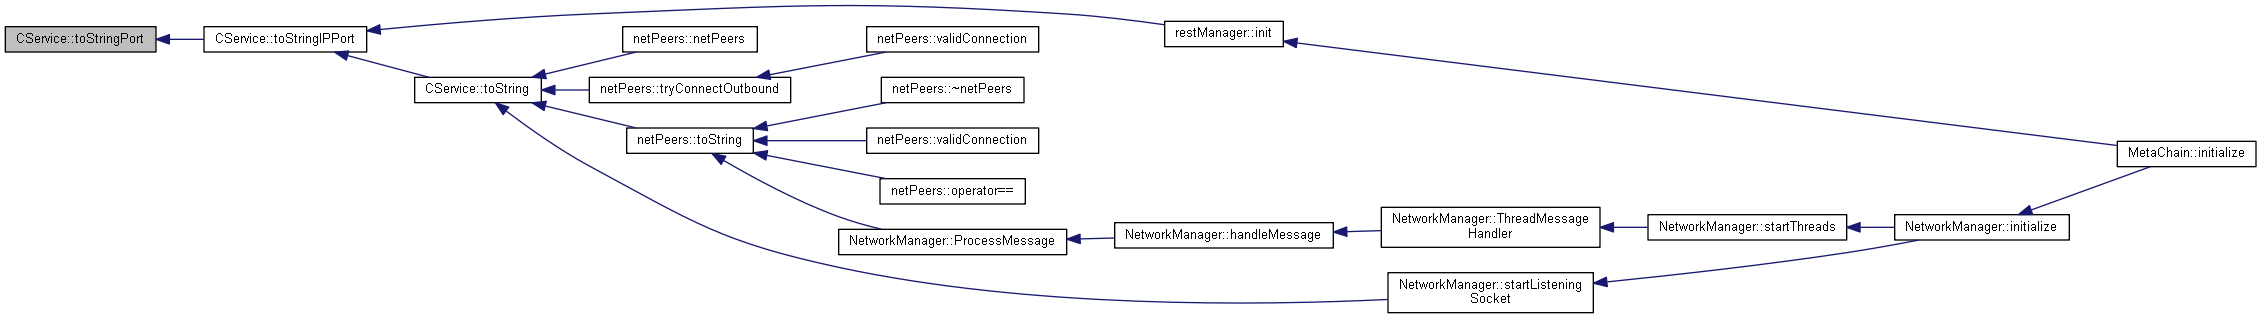 CService::toStringPort
CService::toStringIPPort
restManager::init
netPeers::netPeers
netPeers::validConnection
CService::toString
netPeers::tryConnectOutbound
netPeers::~netPeers
netPeers::toString
netPeers::validConnection
MetaChain::initialize
netPeers::operator==
NetworkManager::ProcessMessage
NetworkManager::handleMessage
NetworkManager::ThreadMessage
Handler
NetworkManager::startThreads
NetworkManager::initialize
NetworkManager::startListening
Socket